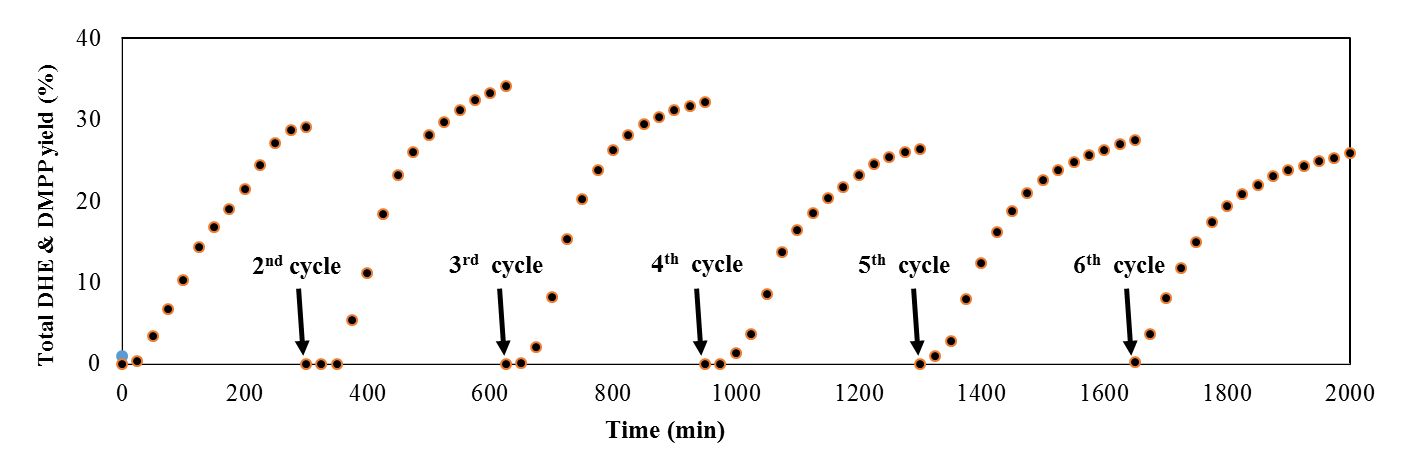 Total DHE & DMPP yield (%)
40
30
20
10
0
2nd cycle
3rd cycle
4th cycle
5th cycle
6th cycle
0 200 400 600 800 1000 1200 1400 1600 1800 2000
Time (min)